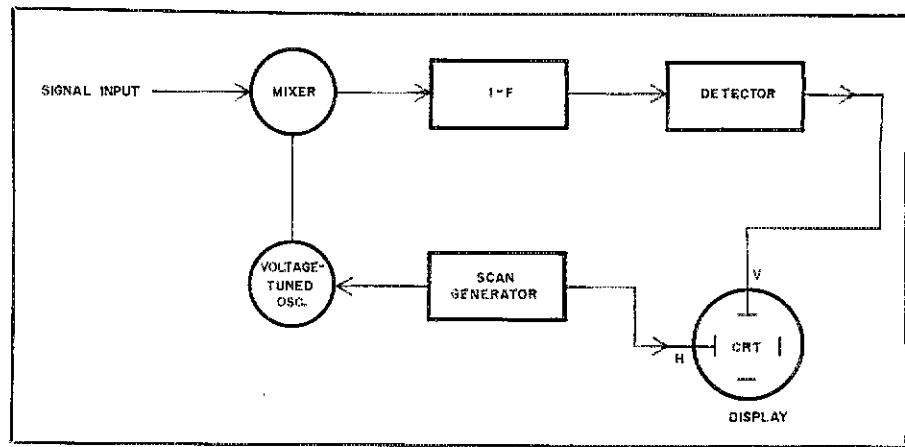 SIGNAL INPUT
MIXER
I-F
DETECTOR
VOLTAGE-
TUNED
OSC.
SCAN
GENERATOR
V
H
CRT
DISPLAY